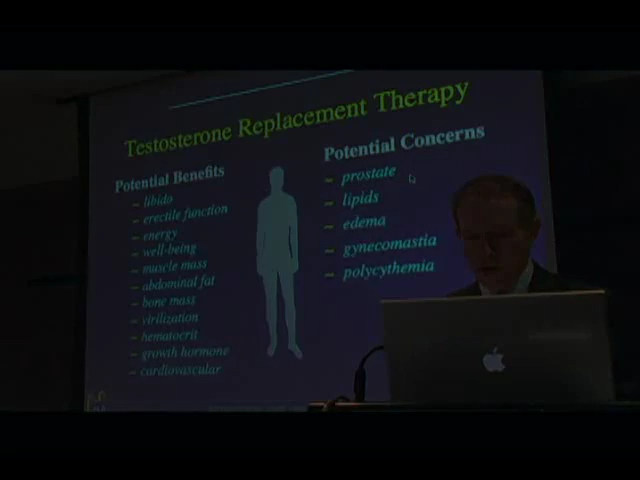 Testosterone Replacement Therapy
Potential Benefits
– libido
– erectile function
– energy
– well-being
– muscle mass
– abdominal fat
– bone mass
– virilization
– hematocrit
– growth hormone
– cardiovascular
Potential Concerns
– prostate
– lipids
– edema
– gynecomastia
– polycythemia